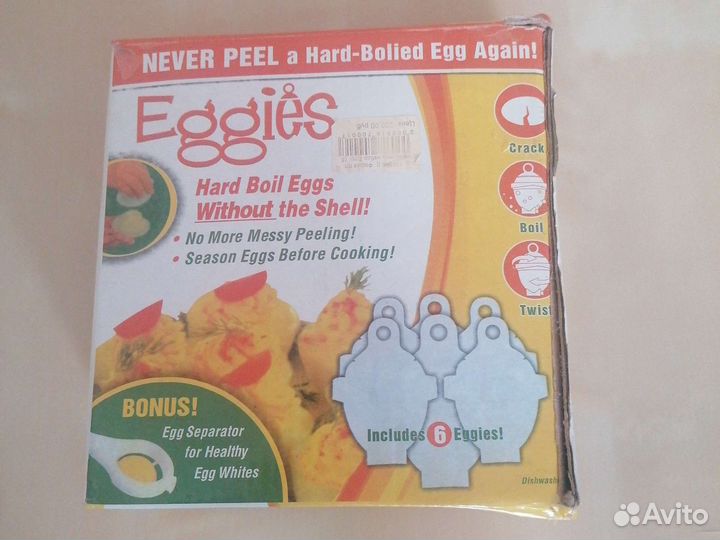 NEVER PEEL a Hard-Bolied Egg Again!
Eggies
Hard Boil Eggs
Without the Shell!
• No More Messy Peeling!
• Season Eggs Before Cooking!
Crack
Boil
Twist
Includes 6 Eggies!
BONUS!
Egg Separator
for Healthy
Egg Whites
Avito